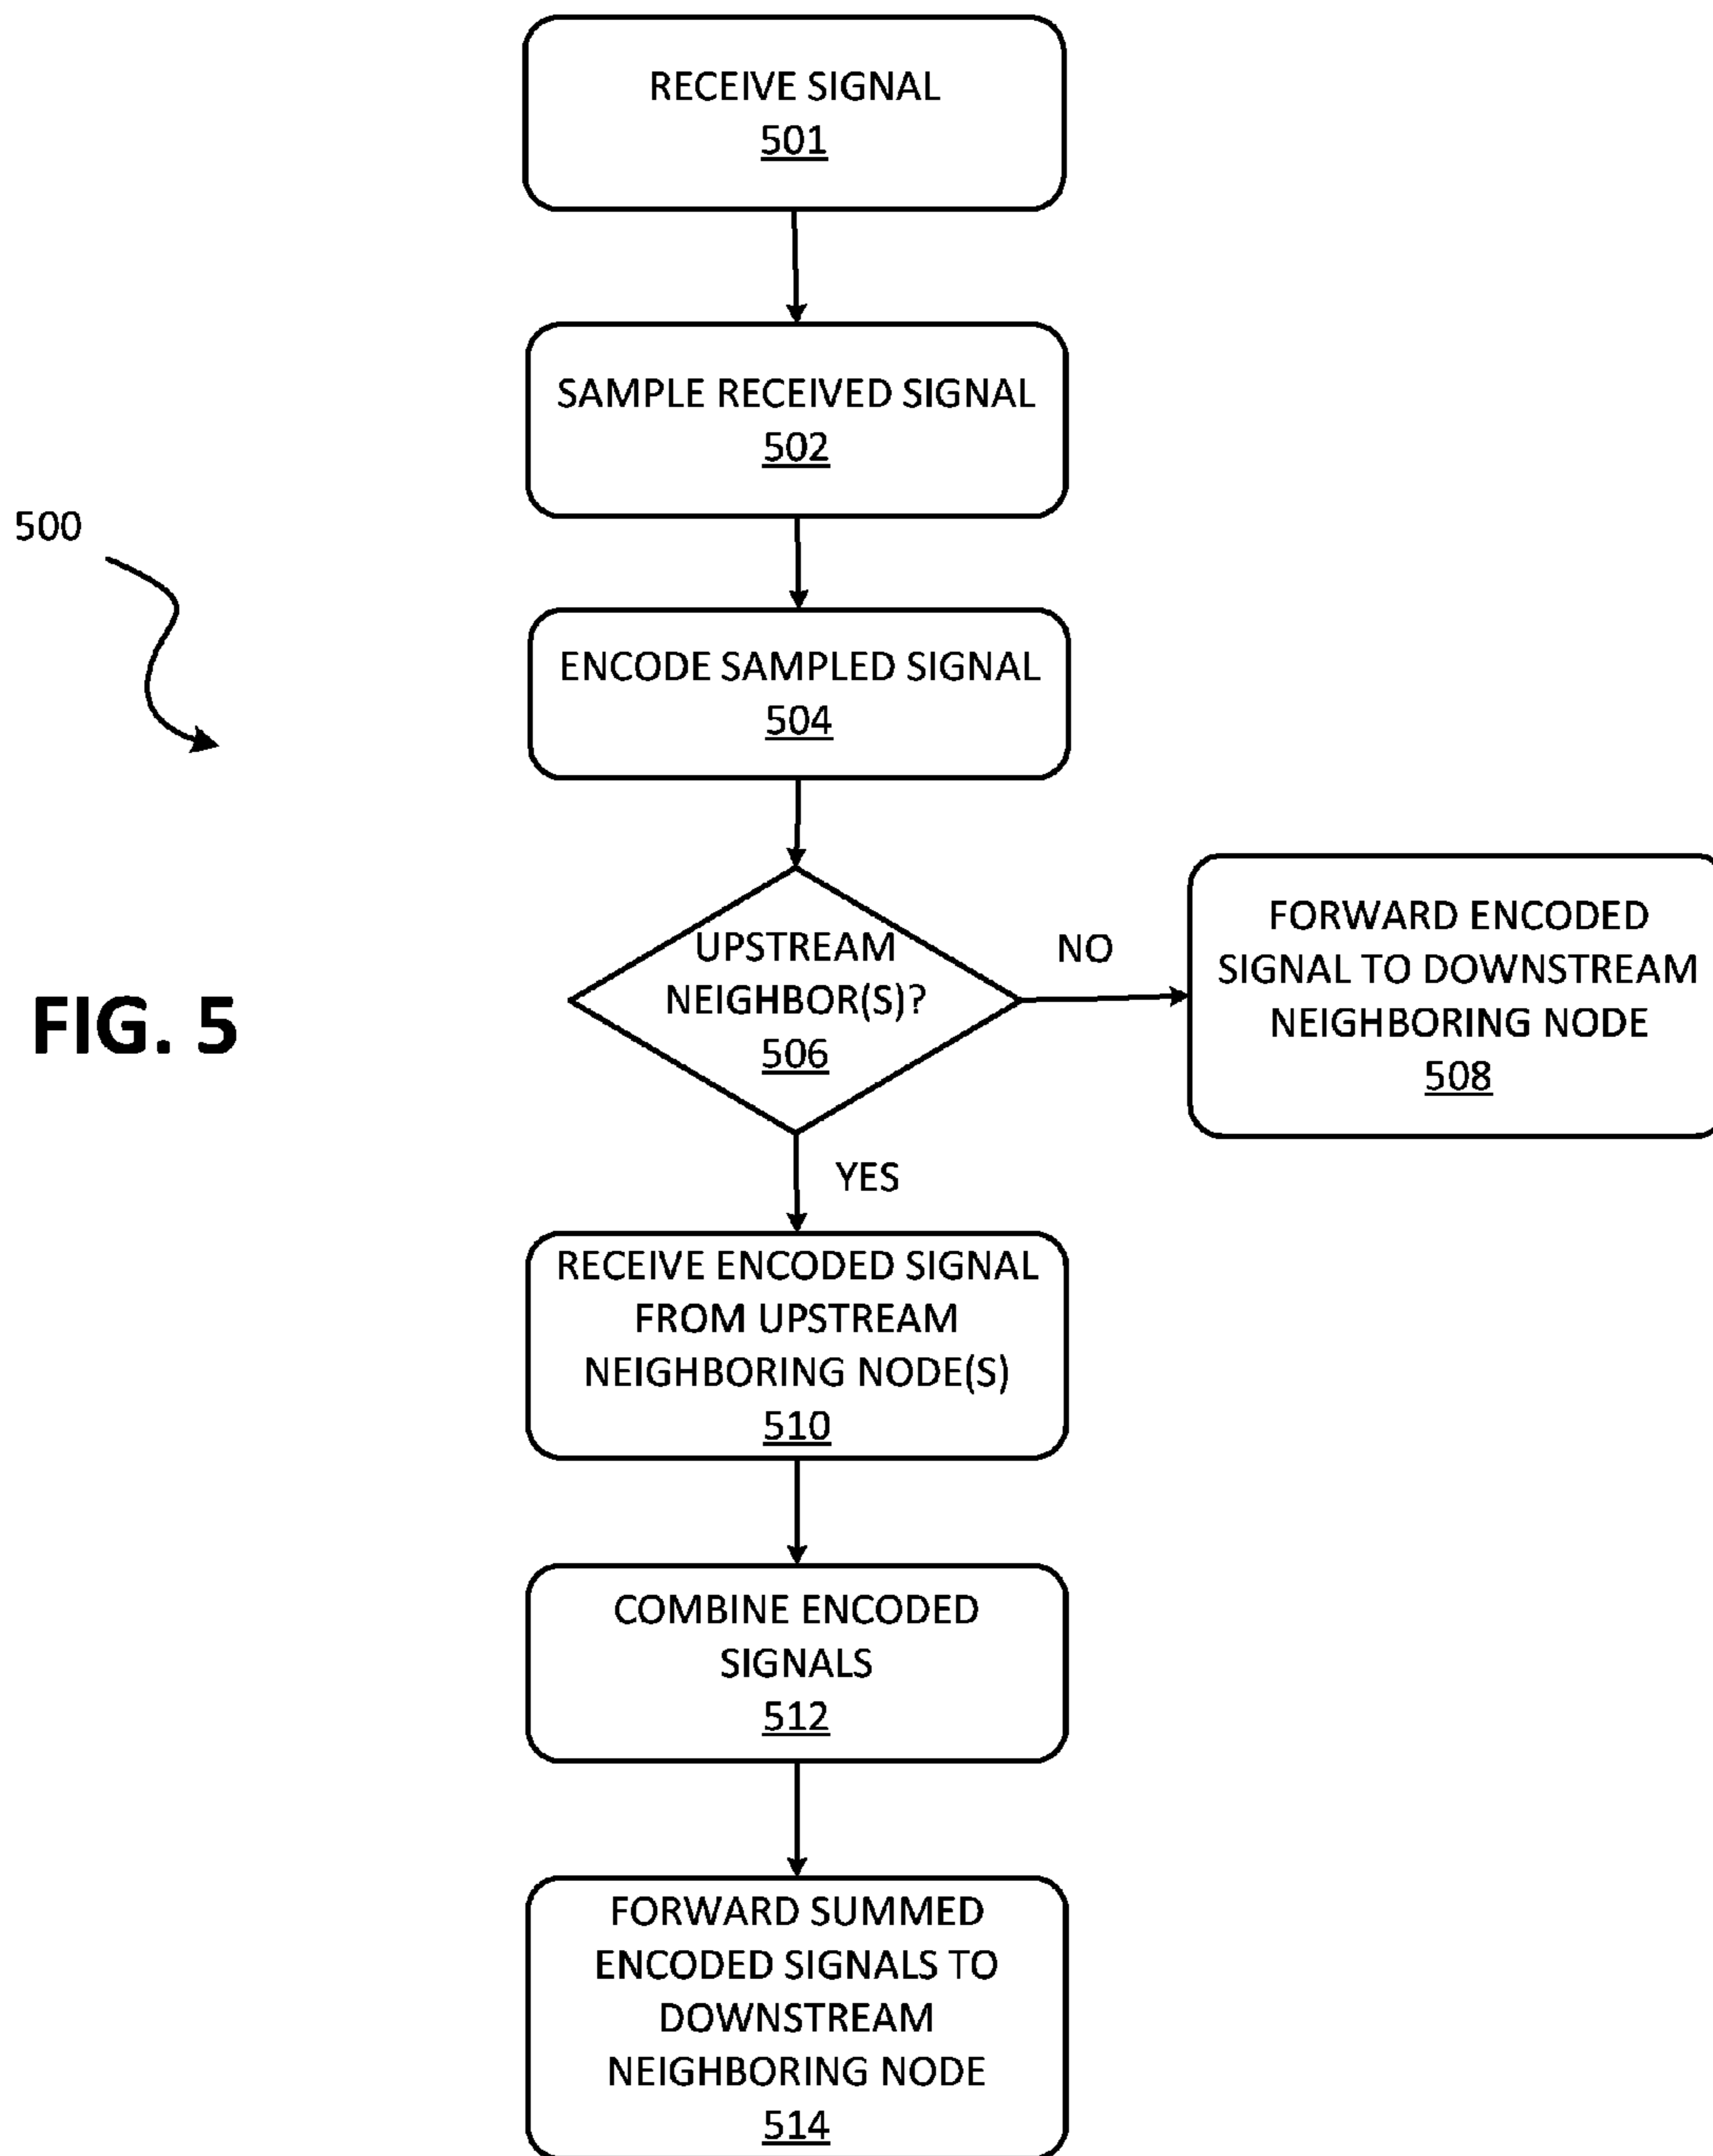 RECEIVE SIGNAL
501
SAMPLE RECEIVED SIGNAL
502
500
ENCODE SAMPLED SIGNAL
504
UPSTREAM
NEIGHBOR(S)?
506
NO
FORWARD ENCODED
SIGNAL TO DOWNSTREAM
NEIGHBORING NODE
508
FIG. 5
YES
RECEIVE ENCODED SIGNAL
FROM UPSTREAM
NEIGHBORING NODE(S)
510
COMBINE ENCODED
SIGNALS
512
FORWARD SUMMED
ENCODED SIGNALS TO
DOWNSTREAM
NEIGHBORING NODE
514